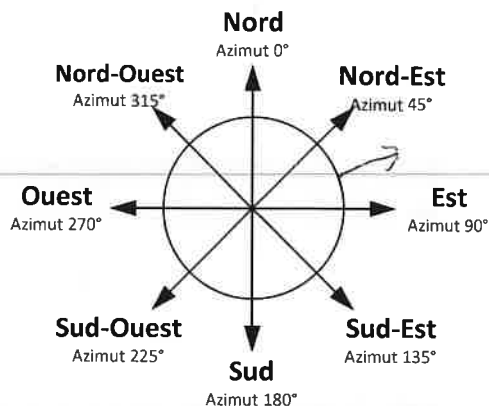 Nord
Azimut 0°
Nord-Ouest
Azimut 315°
Nord-Est
Azimut 45°
Ouest
Azimut 270°
Est
Azimut 90°
Sud-Ouest
Azimut 225°
Sud-Est
Azimut 135°
Sud
Azimut 180°